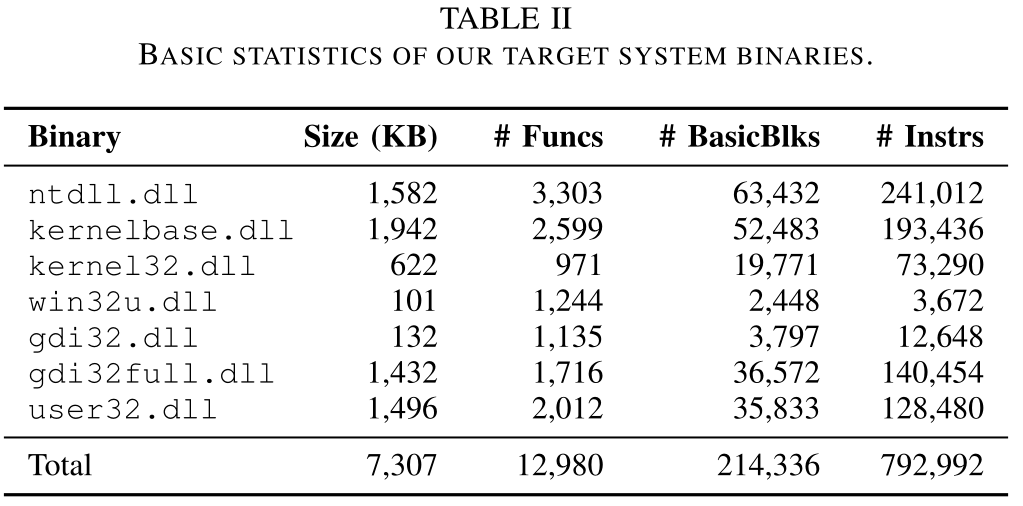 TABLE II
BASIC STATISTICS OF OUR TARGET SYSTEM BINARIES.
Binary Size (KB) # Funcs # BasicBlks # Instrs
ntdll.dll 1,582 3,303 63,432 241,012
kernelbase.dll 1,942 2,599 52,483 193,436
kernel32.dll 622 971 19,771 73,290
win32u.dll 101 1,244 2,448 3,672
gdi32.dll 132 1,135 3,797 12,648
gdi32full.dll 1,432 1,716 36,572 140,454
user32.dll 1,496 2,012 35,833 128,480
Total 7,307 12,980 214,336 792,992